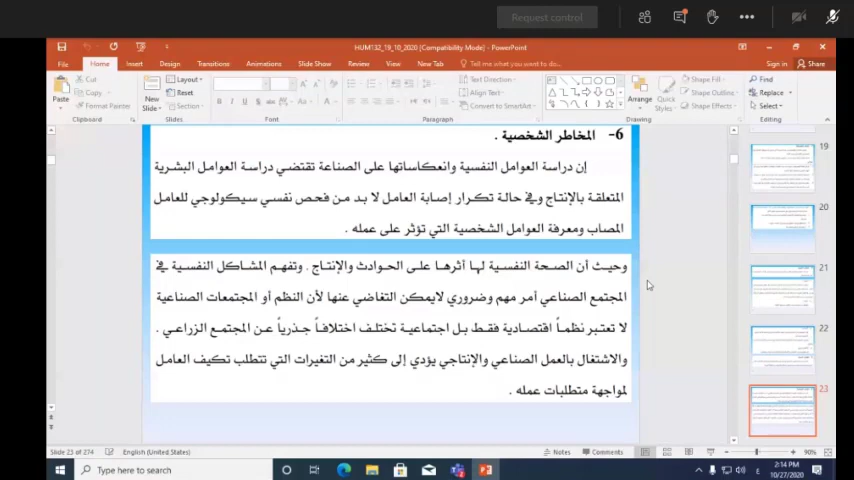 Request control
HUM132_19_10_2020 [Compatibility Mode] - PowerPoint
File Home Insert Design Transitions Animations Slide Show Review View New Tab Tell me what you want to do... Sign in Share
Paste
Cut
Copy
Format Painter
Clipboard
New Slide
Layout
Reset
Section
Slides
Font
Text Direction
Align Text
Convert to SmartArt
Paragraph
Arrange
Quick Styles
Shape Fill
Shape Outline
Shape Effects
Drawing
Find
Replace
Select
Editing
6- المخاطر الشخصية .
إن دراسة العوامل النفسية وانعكاساتها على الصناعة تقتضي دراسة العوامل البشرية
المتعلقة بالإنتاج وفي حالة تكرار إصابة العامل لا بد من فحص نفسي سيكولوجي للعامل
المصاب ومعرفة العوامل الشخصية التي تؤثر على عمله .
وحيث أن الصحة النفسية لها أثرها على الحوادث والإنتاج . وتفهم المشاكل النفسية في
المجتمع الصناعي أمر مهم وضروري لايمكن التغاضي عنها لأن النظم أو المجتمعات الصناعية
لا تعتبر نظماً اقتصادية فقط بل اجتماعية تختلف اختلافاً جذرياً عن المجتمع الزراعي .
والاشتغال بالعمل الصناعي والإنتاجي يؤدي إلى كثير من التغيرات التي تتطلب تكيف العامل
لمواجهة متطلبات عمله .
19
20
21
22
23
Slide 23 of 274 English (United States) Notes Comments 90%
Type here to search
2:14 PM
10/27/2020